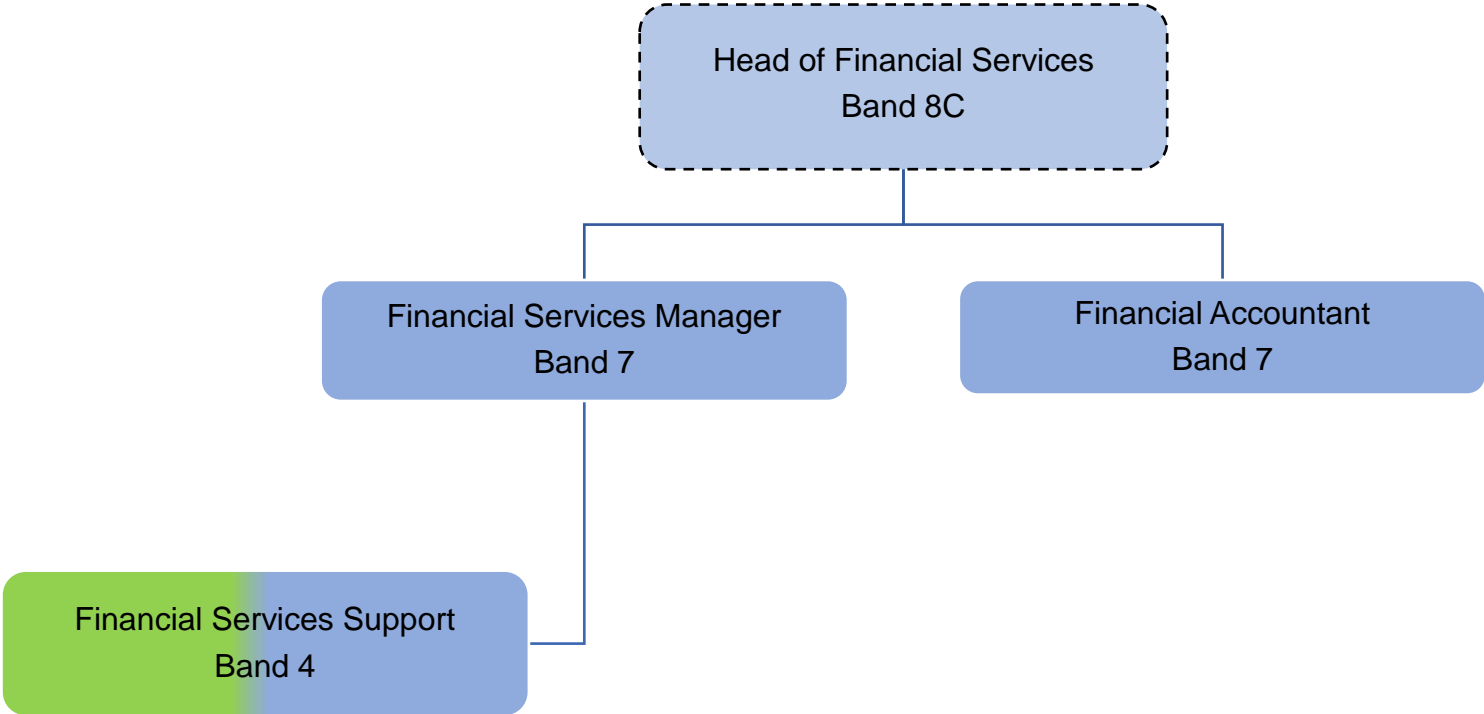 Head of Financial Services
Band 8C
Financial Services Manager
Band 7
Financial Accountant
Band 7
Financial Services Support
Band 4